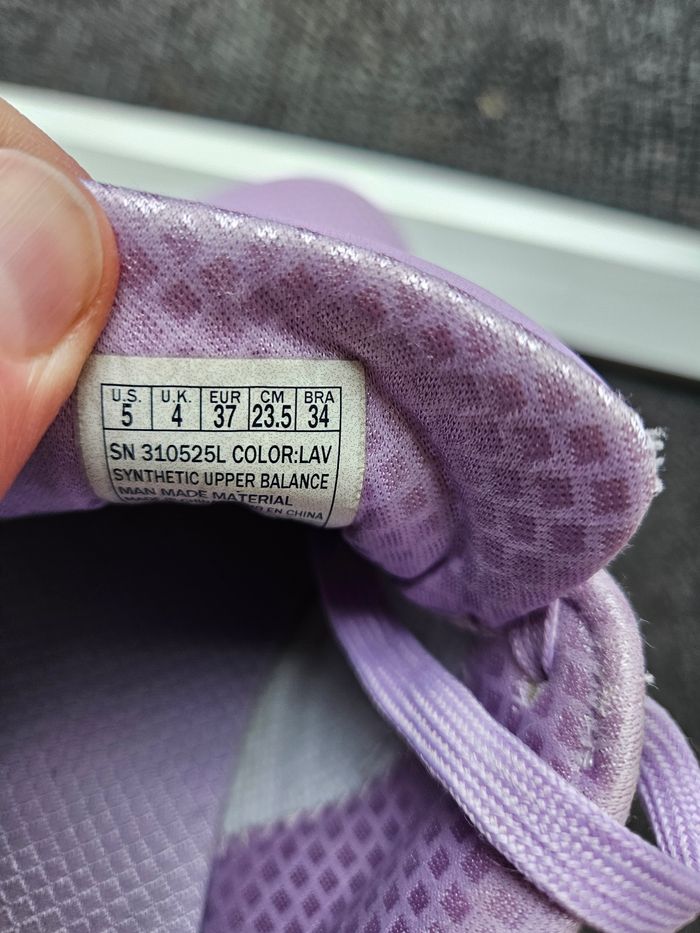 U.S. U.K. EUR CM BRA
5 4 37 23.5 34
SN 310525L COLOR:LAV
SYNTHETIC UPPER BALANCE
MAN MADE MATERIAL
EN CHINA